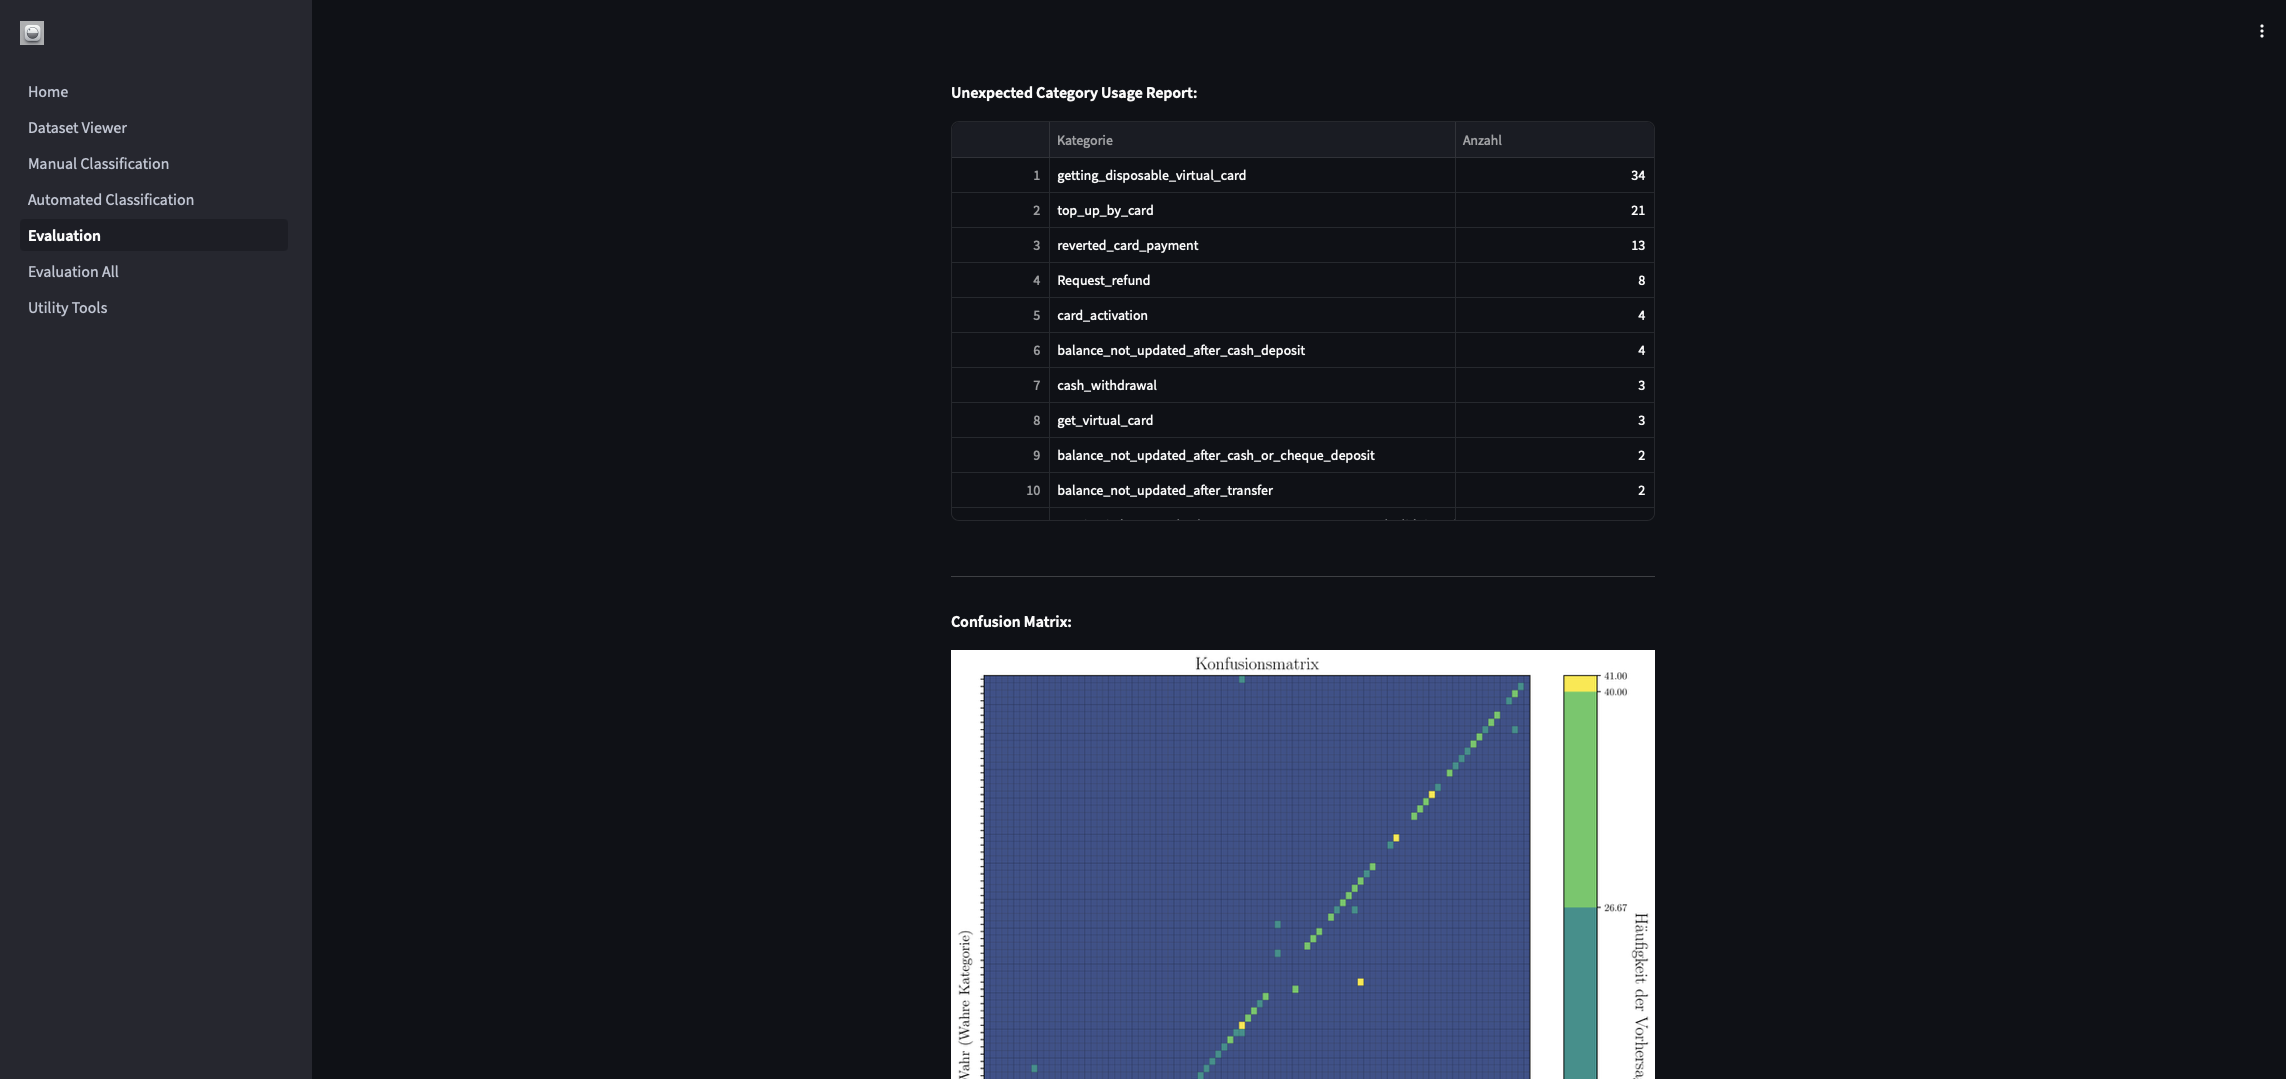 Home
Dataset Viewer
Manual Classification
Automated Classification
Evaluation
Evaluation All
Utility Tools
Unexpected Category Usage Report:
Kategorie Anzahl
1 getting_disposable_virtual_card 34
2 top_up_by_card 21
3 reverted_card_payment 13
4 Request_refund 8
5 card_activation 4
6 balance_not_updated_after_cash_deposit 4
7 cash_withdrawal 3
8 get_virtual_card 3
9 balance_not_updated_after_cash_or_cheque_deposit 2
10 balance_not_updated_after_transfer 2
Confusion Matrix:
Konfusionsmatrix
41.00
40.00
26.67
(Wahre Kategorie)
Häufigkeit der